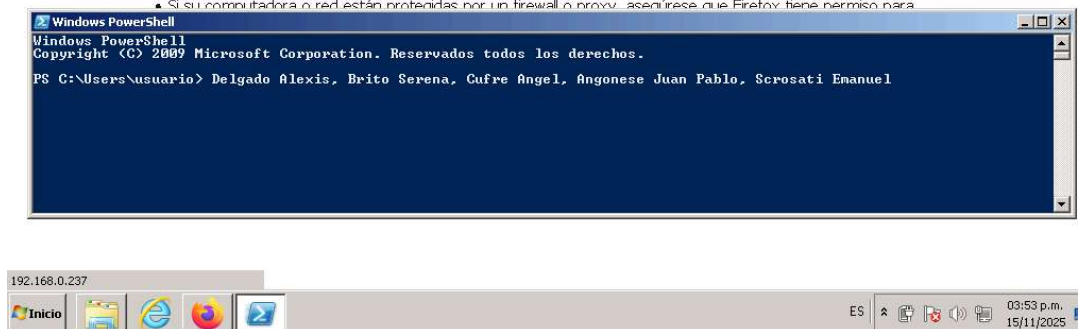 • Si su computadora o red están protegidas por un firewall o proxy, asegúrese que Firefox tiene permiso para
Windows PowerShell
Windows PowerShell
Copyright (C) 2009 Microsoft Corporation. Reservados todos los derechos.
PS C:\Users\usuario> Delgado Alexis, Brito Serena, Cufre Angel, Angonese Juan Pablo, Scrosati Emanuel
192.168.0.237
Inicio
ES
03:53 p.m.
15/11/2025